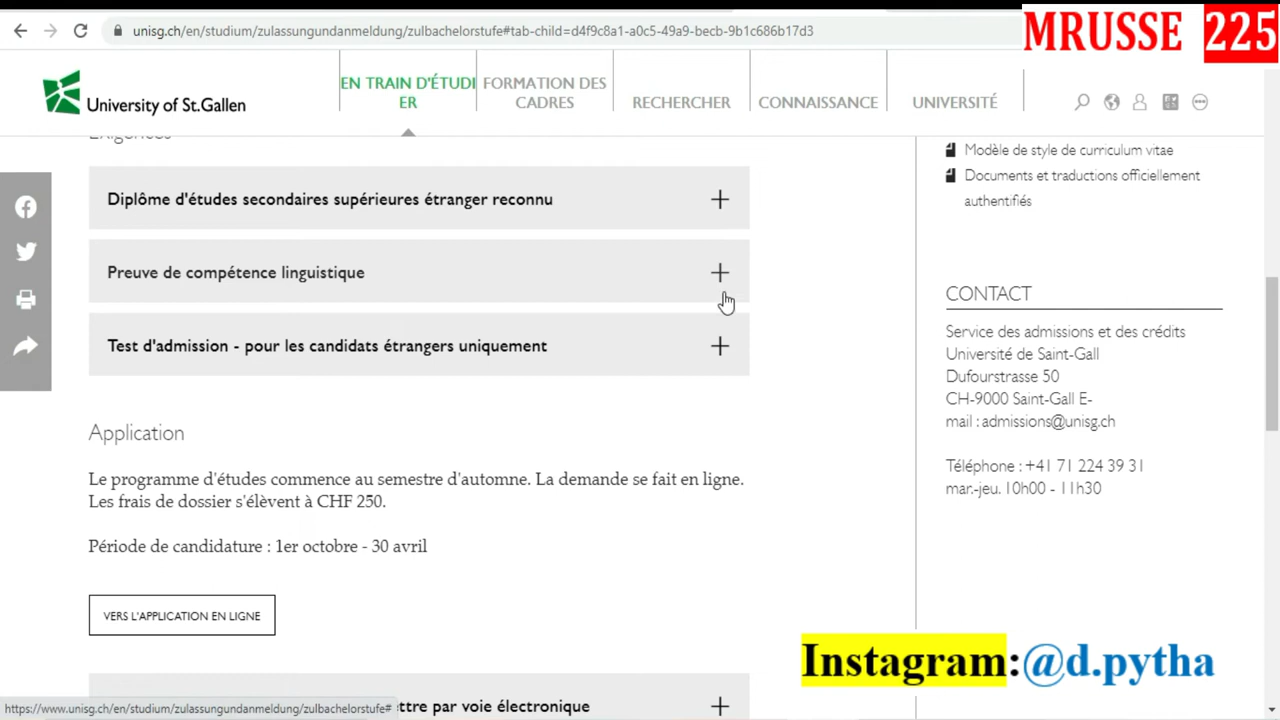 unisg.ch/en/studium/zulassungundanmeldung/zulbachelorstufe#tab-child=d4f9c8a1-a0c5-49a9-becb-9b1c686b17d3
MRUSSE 225
University of St.Gallen
EN TRAIN D'ÉTUDI
ER
FORMATION DES
CADRES
RECHERCHER
CONNAISSANCE
UNIVERSITÉ
Exigences
Diplôme d'études secondaires supérieures étranger reconnu
Preuve de compétence linguistique
Test d'admission - pour les candidats étrangers uniquement
Application
Le programme d'études commence au semestre d'automne. La demande se fait en ligne.
Les frais de dossier s'élèvent à CHF 250.
Période de candidature : 1er octobre - 30 avril
VERS L'APPLICATION EN LIGNE
ttre par voie électronique
https://www.unisg.ch/en/studium/zulassungundanmeldung/zulbachelorstufe#
Modèle de style de curriculum vitae
Documents et traductions officiellement
authentifiés
CONTACT
Service des admissions et des crédits
Université de Saint-Gall
Dufourstrasse 50
CH-9000 Saint-Gall E-
mail : admissions@unisg.ch
Téléphone : +41 71 224 39 31
mar.-jeu. 10h00 - 11h30
Instagram:@d.pytha